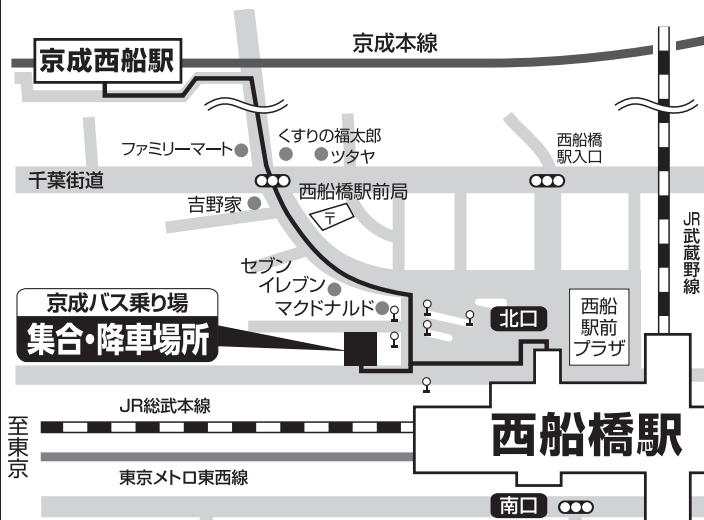 京成本線
京成西船駅
ファミリーマート
くすりの福太郎
ツタヤ
西船橋
駅入口
千葉街道
西船橋駅前局
〒
吉野家
JR武蔵野線
セブン
イレブン
マクドナルド
京成バス乗り場
集合・降車場所
北口
西船
駅前
プラザ
JR総武本線
至東京
西船橋駅
東京メトロ東西線
南口